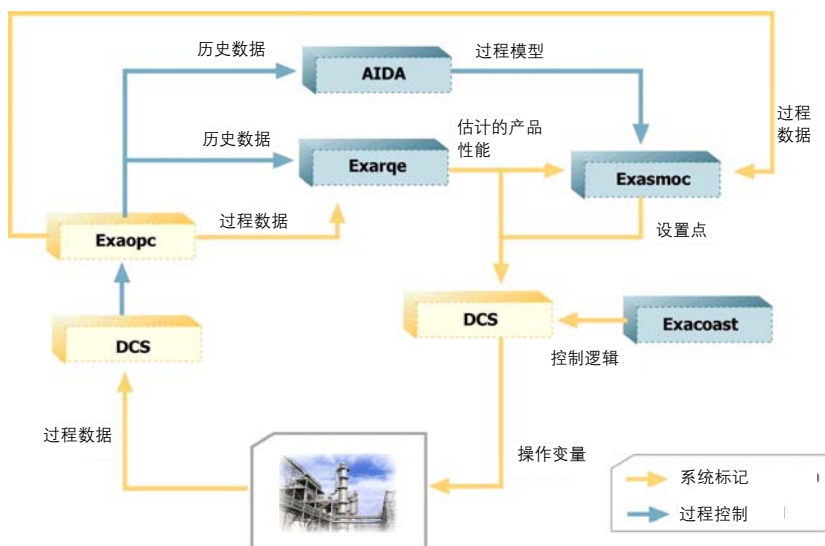 历史数据
AIDA
过程模型
过程
数据
历史数据
Exarqe
估计的产品
性能
Exasmoc
过程数据
Exaopc
设置点
DCS
DCS
Exacoast
控制逻辑
过程数据
操作变量
系统标记
过程控制